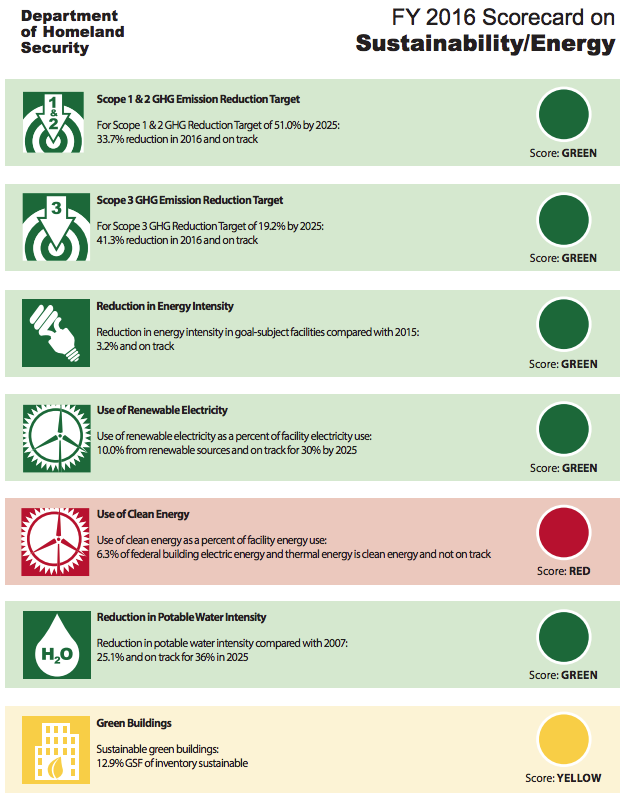 Department
of Homeland
Security
FY 2016 Scorecard on
Sustainability/Energy
1
&
2
Scope 1 & 2 GHG Emission Reduction Target
For Scope 1 & 2 GHG Reduction Target of 51.0% by 2025:
33.7% reduction in 2016 and on track
Score: GREEN
3
Scope 3 GHG Emission Reduction Target
For Scope 3 GHG Reduction Target of 19.2% by 2025:
41.3% reduction in 2016 and on track
Score: GREEN
Reduction in Energy Intensity
Reduction in energy intensity in goal-subject facilities compared with 2015:
3.2% and on track
Score: GREEN
Use of Renewable Electricity
Use of renewable electricity as a percent of facility electricity use:
10.0% from renewable sources and on track for 30% by 2025
Score: GREEN
Use of Clean Energy
Use of clean energy as a percent of facility energy use:
6.3% of federal building electric energy and thermal energy is clean energy and not on track
Score: RED
H2O
Reduction in Potable Water Intensity
Reduction in potable water intensity compared with 2007:
25.1% and on track for 36% in 2025
Score: GREEN
Green Buildings
Sustainable green buildings:
12.9% GSF of inventory sustainable
Score: YELLOW